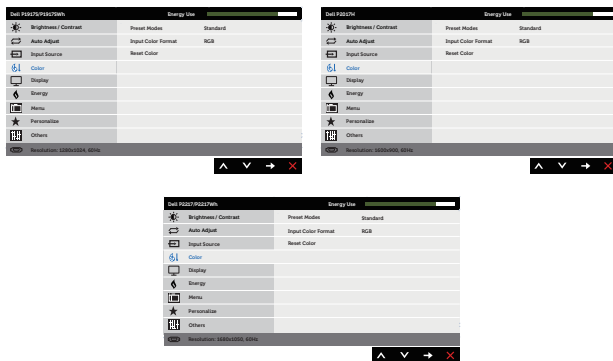 Dell P1917S/P1917SWh Energy Use
Brightness / Contrast Preset Modes Standard
Auto Adjust Input Color Format RGB
Input Source Reset Color
Color
Display
Energy
Menu
Personalize
Others
Resolution: 1280x1024, 60Hz
Dell P2017H Energy Use
Brightness / Contrast Preset Modes Standard
Auto Adjust Input Color Format RGB
Input Source Reset Color
Color
Display
Energy
Menu
Personalize
Others
Resolution: 1600x900, 60Hz
Dell P2217/P2217Wh Energy Use
Brightness / Contrast Preset Modes Standard
Auto Adjust Input Color Format RGB
Input Source Reset Color
Color
Display
Energy
Menu
Personalize
Others
Resolution: 1680x1050, 60Hz